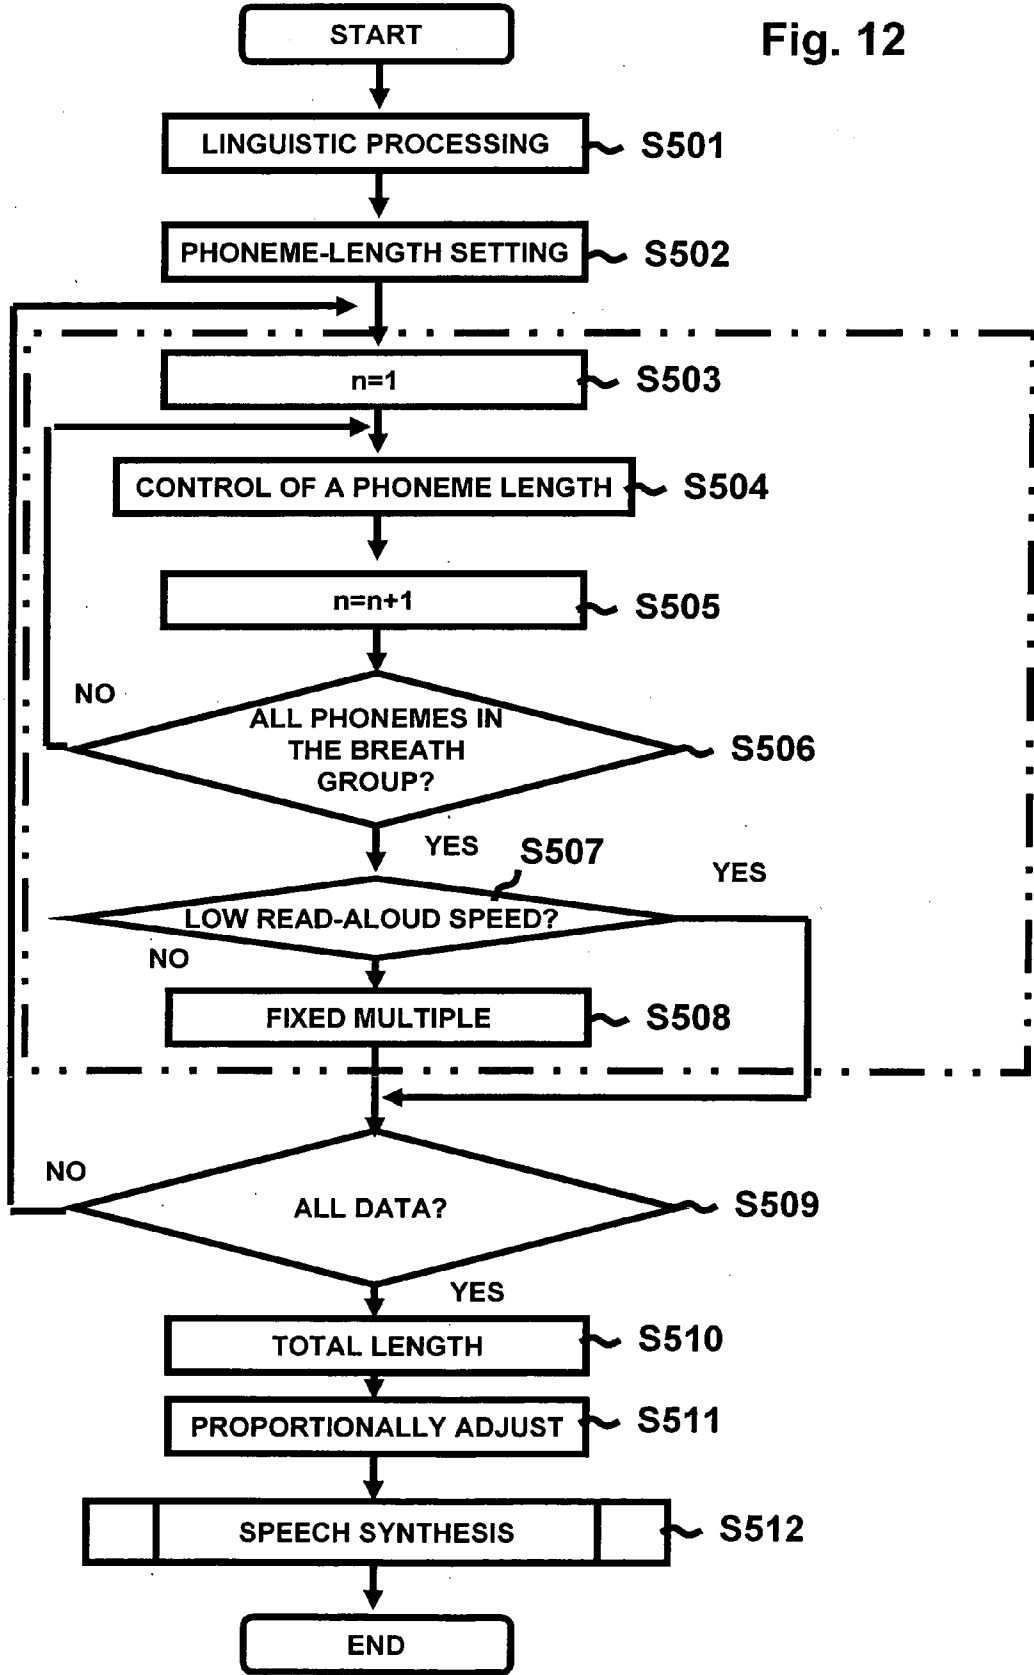 Fig. 12
START
LINGUISTIC PROCESSING
S501
PHONEME-LENGTH SETTING
S502
n=1
S503
CONTROL OF A PHONEME LENGTH
S504
n=n+1
S505
NO
ALL PHONEMES IN
THE BREATH
GROUP?
S506
YES
S507
YES
LOW READ-ALOUD SPEED?
NO
FIXED MULTIPLE
S508
NO
ALL DATA?
S509
YES
TOTAL LENGTH
S510
PROPORTIONALLY ADJUST
S511
SPEECH SYNTHESIS
S512
END